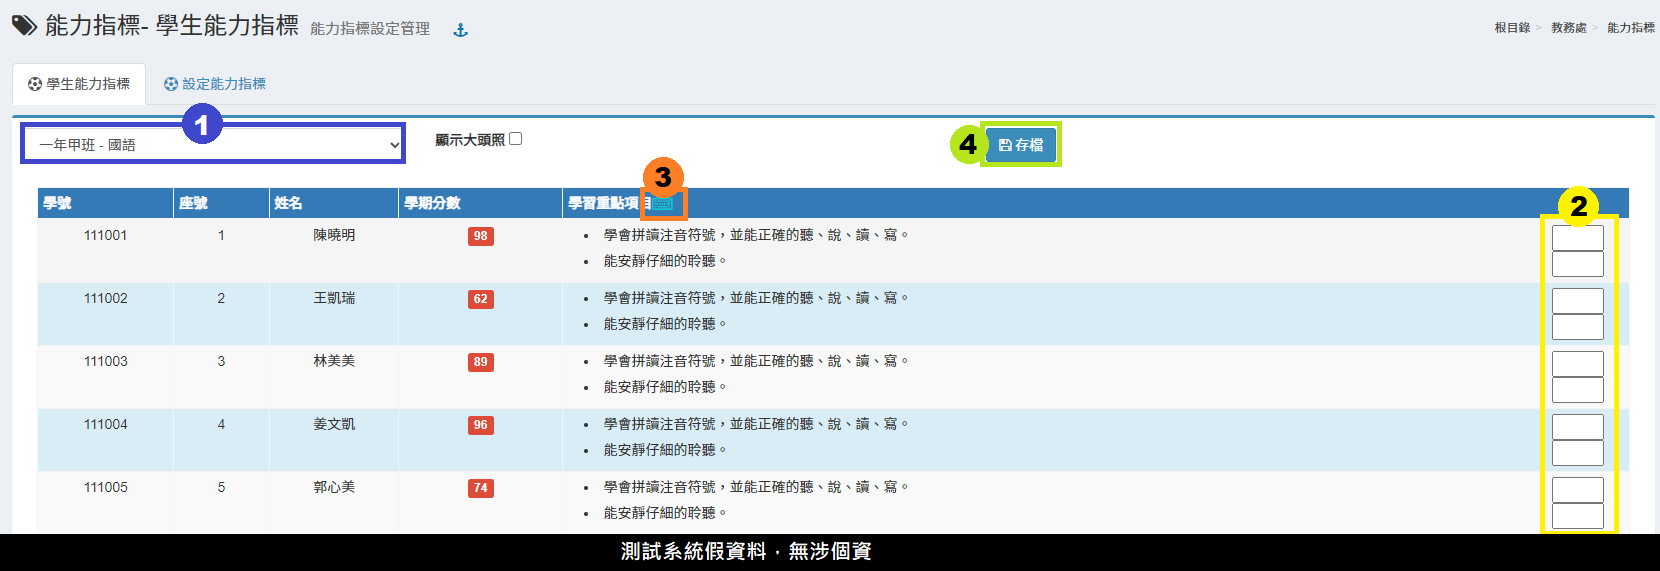 能力指標- 學生能力指標 能力指標設定管理
根目錄 > 教務處 > 能力指標
學生能力指標 設定能力指標
1
一年甲班 - 國語
顯示大頭照
4 存檔
3
學號 座號 姓名 學期分數 學習重點項目
2
111001 1 陳曉明 98 • 學會拼讀注音符號，並能正確的聽、說、讀、寫。
• 能安靜仔細的聆聽。
111002 2 王凱瑞 62 • 學會拼讀注音符號，並能正確的聽、說、讀、寫。
• 能安靜仔細的聆聽。
111003 3 林美美 89 • 學會拼讀注音符號，並能正確的聽、說、讀、寫。
• 能安靜仔細的聆聽。
111004 4 姜文凱 96 • 學會拼讀注音符號，並能正確的聽、說、讀、寫。
• 能安靜仔細的聆聽。
111005 5 郭心美 74 • 學會拼讀注音符號，並能正確的聽、說、讀、寫。
• 能安靜仔細的聆聽。
測試系統假資料，無涉個資